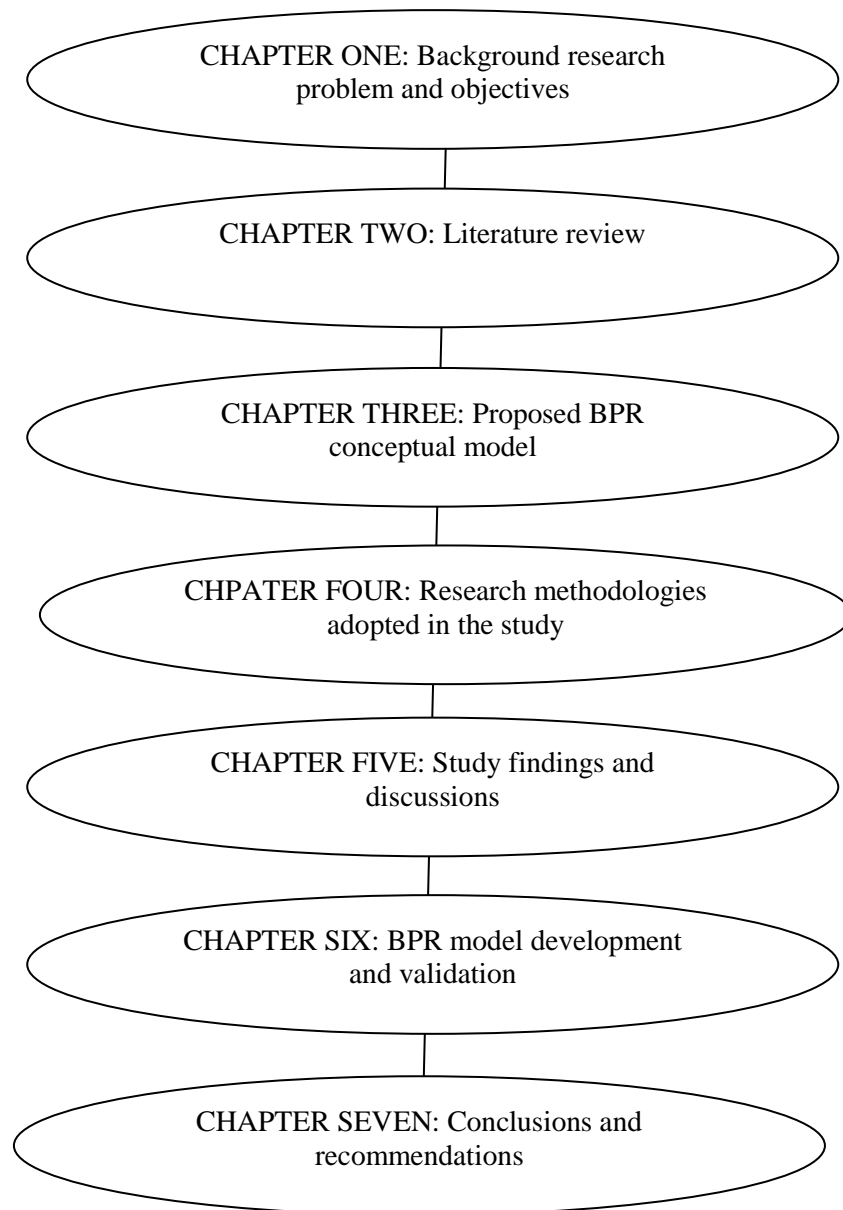 CHAPTER ONE: Background research
problem and objectives
CHAPTER TWO: Literature review
CHAPTER THREE: Proposed BPR
conceptual model
CHPATER FOUR: Research methodologies
adopted in the study
CHAPTER FIVE: Study findings and
discussions
CHAPTER SIX: BPR model development
and validation
CHAPTER SEVEN: Conclusions and
recommendations